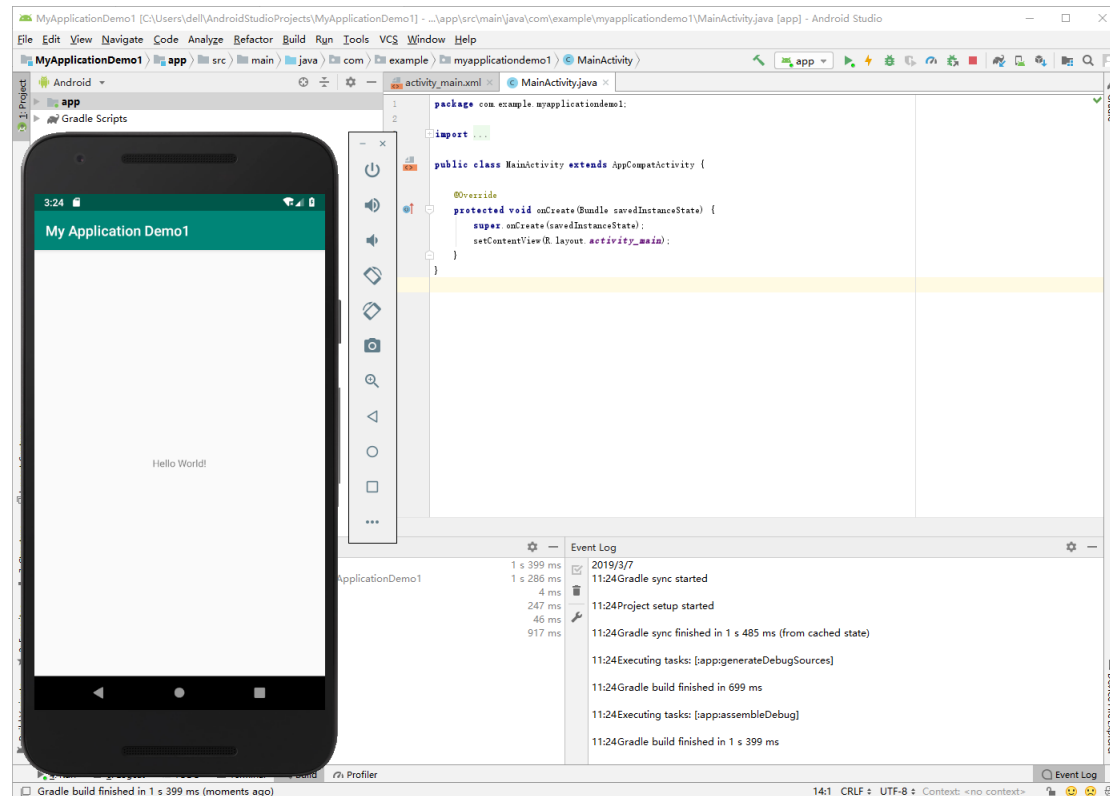 MyApplicationDemo1 [C:\Users\dell\AndroidStudioProjects\MyApplicationDemo1] - ...\app\src\main\java\com\example\myapplicationdemo1\MainActivity.java [app] - Android Studio
File Edit View Navigate Code Analyze Refactor Build Run Tools VCS Window Help
MyApplicationDemo1 app src main java com example myapplicationdemo1 MainActivity
app
1: Project
Android
activity_main.xml
MainActivity.java
app
Gradle Scripts
1 package com.example.myapplicationdemo1;
2
import ...
public class MainActivity extends AppCompatActivity {
@Override
protected void onCreate(Bundle savedInstanceState) {
super.onCreate(savedInstanceState);
setContentView(R.layout.activity_main);
}
}
3:24
My Application Demo1
Hello World!
1 s 399 ms
ApplicationDemo1 1 s 286 ms
4 ms
247 ms
46 ms
917 ms
Event Log
2019/3/7
11:24Gradle sync started
11:24Project setup started
11:24Gradle sync finished in 1 s 485 ms (from cached state)
11:24Executing tasks: [:app:generateDebugSources]
11:24Gradle build finished in 699 ms
11:24Executing tasks: [:app:assembleDebug]
11:24Gradle build finished in 1 s 399 ms
Profiler
Event Log
Gradle build finished in 1 s 399 ms (moments ago)
14:1 CRLF UTF-8 Context: <no context>